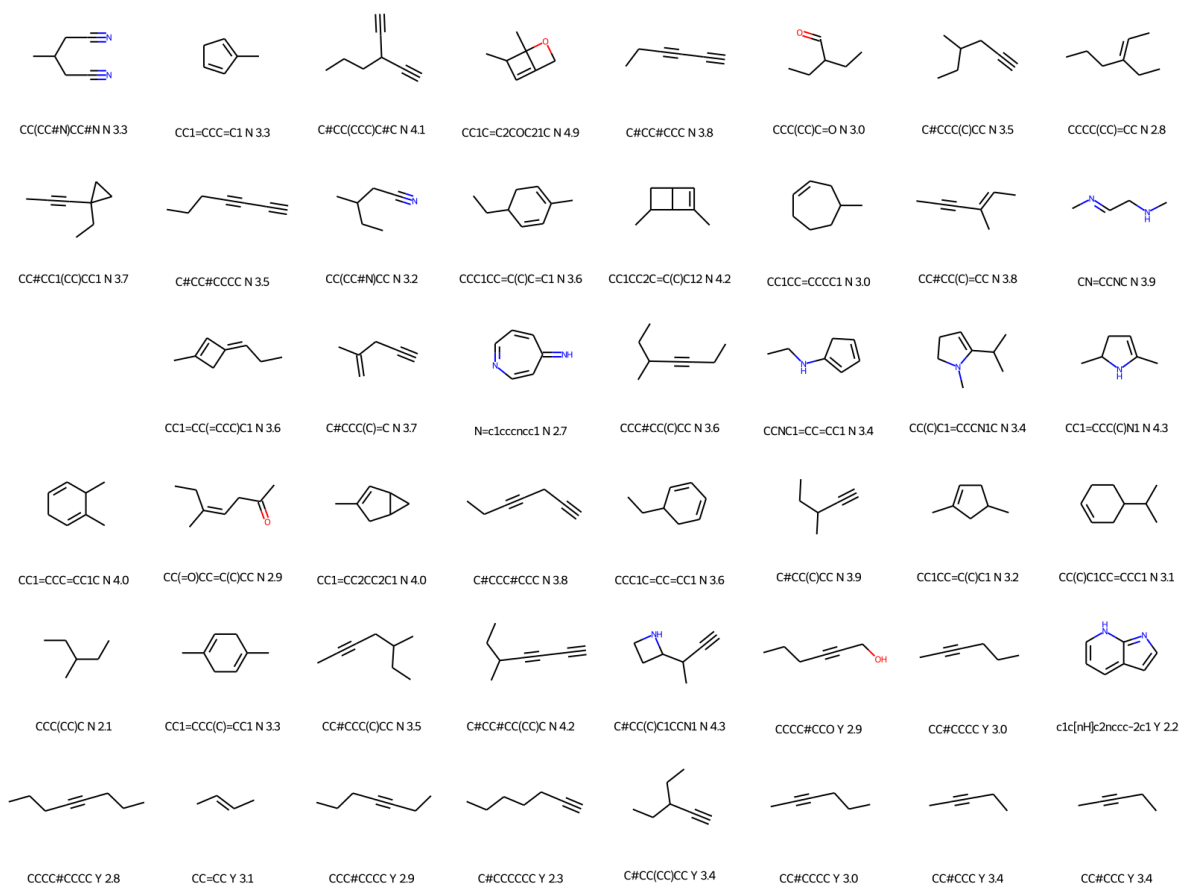 N
N
CC(CC#N)CC#N N 3.3
CC1=CCC=C1 N 3.3
C#CC(CCC)C#C N 4.1
O
CC1C=C2COC21C N 4.9
C#CC#CCC N 3.8
O
CCC(CC)C=O N 3.0
C#CCC(C)CC N 3.5
CCCC(CC)=CC N 2.8
CC#CC1(CC)CC1 N 3.7
C#CC#CCCC N 3.5
N
CC(CC#N)CC N 3.2
CCC1CC=C(C)C=C1 N 3.6
CC1CC2C=C(C)C12 N 4.2
CC1CC=CCCC1 N 3.0
CC#CC(C)=CC N 3.8
N
NH
CN=CCNC N 3.9
CC1=CC(=CCC)C1 N 3.6
C#CCC(C)=C N 3.7
NH
N
N=c1cccncc1 N 2.7
CCC#CC(C)CC N 3.6
NH
CCNC1=CC=CC1 N 3.4
N
CC(C)C1=CCCN1C N 3.4
NH
CC1=CCC(C)N1 N 4.3
CC1=CCC=CC1C N 4.0
O
CC(=O)CC=C(C)CC N 2.9
CC1=CC2CC2C1 N 4.0
C#CCC#CCC N 3.8
CCC1C=CC=CC1 N 3.6
C#CC(C)CC N 3.9
CC1CC=C(C)C1 N 3.2
CC(C)C1CC=CCC1 N 3.1
CCC(CC)C N 2.1
CC1=CCC(C)=CC1 N 3.3
CC#CCC(C)CC N 3.5
C#CC#CC(CC)C N 4.2
NH
C#CC(C)C1CCN1 N 4.3
OH
CCCC#CCO Y 2.9
CC#CCCC Y 3.0
H
N
N
c1c[nH]c2nccc-2c1 Y 2.2
CCCC#CCCC Y 2.8
CC=CC Y 3.1
CCC#CCCC Y 2.9
C#CCCCCC Y 2.3
C#CC(CC)CC Y 3.4
CC#CCCC Y 3.0
CC#CCC Y 3.4
CC#CCC Y 3.4